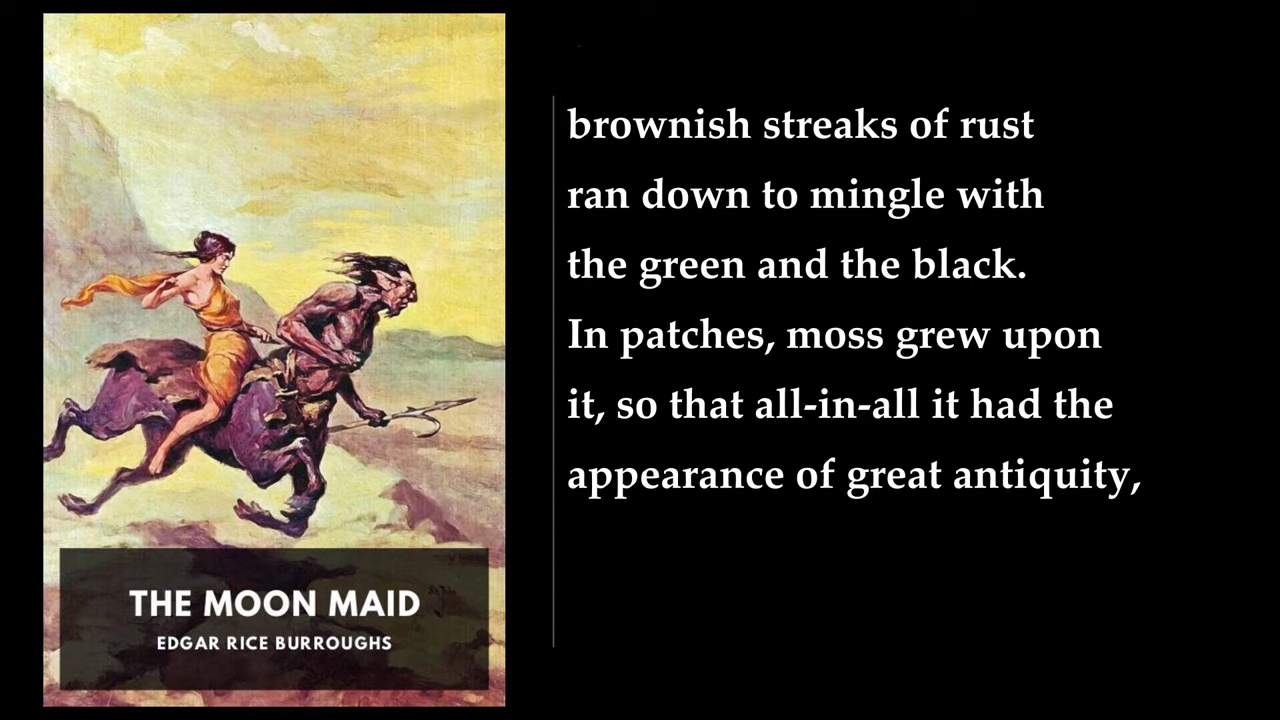 THE MOON MAID
EDGAR RICE BURROUGHS
brownish streaks of rust
ran down to mingle with
the green and the black.
In patches, moss grew upon
it, so that all-in-all it had the
appearance of great antiquity,